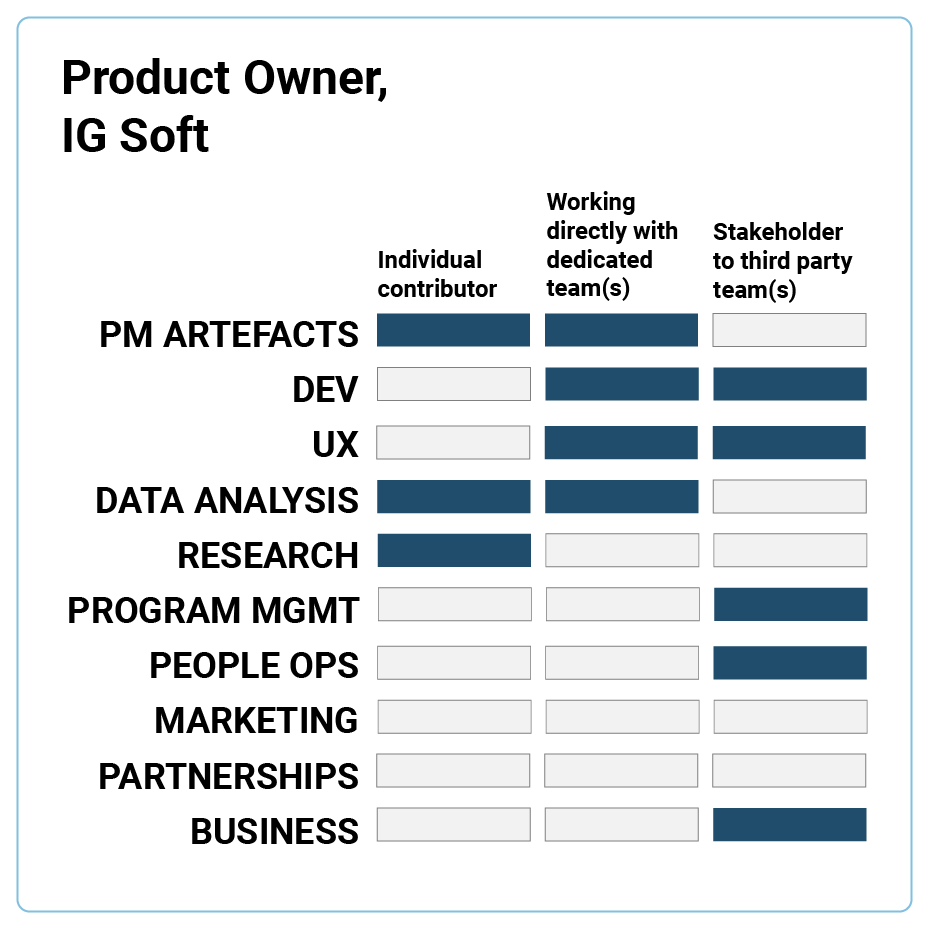 Product Owner,
IG Soft
Individual
contributor
Working
directly with
dedicated
team(s)
Stakeholder
to third party
team(s)
PM ARTEFACTS
DEV
UX
DATA ANALYSIS
RESEARCH
PROGRAM MGMT
PEOPLE OPS
MARKETING
PARTNERSHIPS
BUSINESS